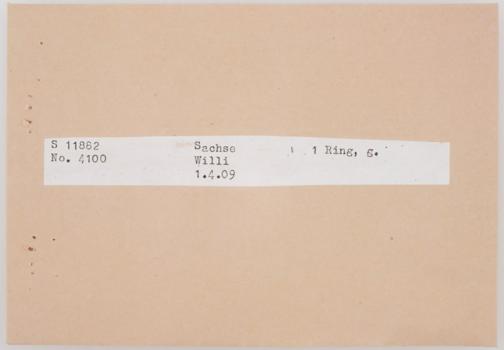 S 11862 Sachse 1 Ring, g.
No. 4100 Willi
1.4.09